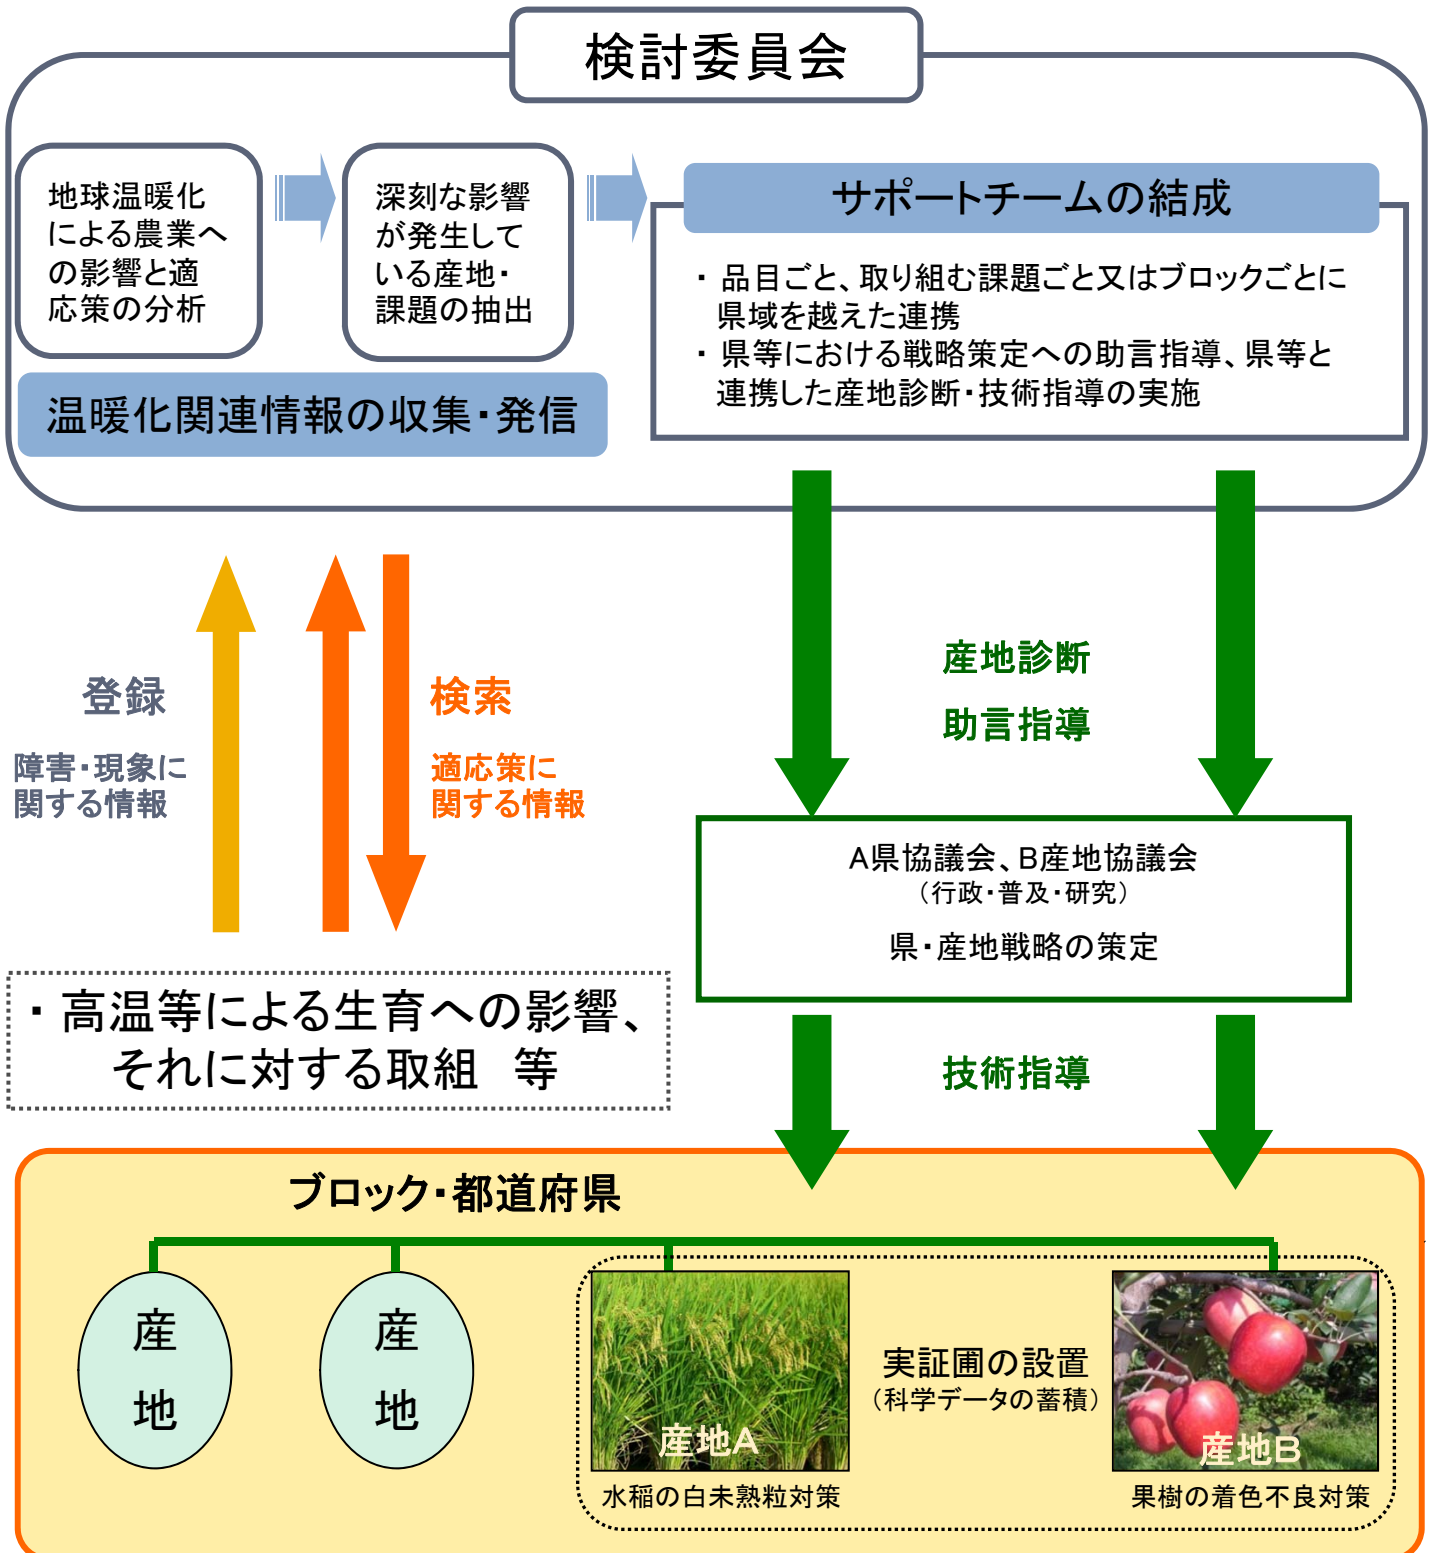 検討委員会
地球温暖化
による農業へ
の影響と適
応策の分析
深刻な影響
が発生して
いる産地・
課題の抽出
温暖化関連情報の収集・発信
サポートチームの結成
・ 品目ごと、取り組む課題ごと又はブロックごとに
県域を越えた連携
・ 県等における戦略策定への助言指導、県等と
連携した産地診断・技術指導の実施
登録
障害・現象に
関する情報
検索
適応策に
関する情報
産地診断
助言指導
A県協議会、B産地協議会
（行政・普及・研究）
県・産地戦略の策定
・ 高温等による生育への影響、
それに対する取組　等
技術指導
ブロック・都道府県
産
地
産
地
産地A
水稲の白未熟粒対策
実証圃の設置
（科学データの蓄積）
産地B
果樹の着色不良対策